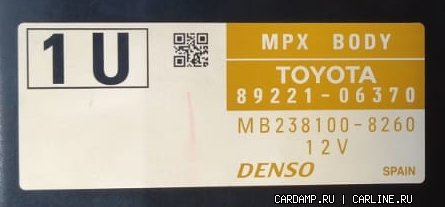 1U
MPX BODY
TOYOTA
89221-06370
MB238100-8260
12V
DENSO
SPAIN
CARDAMP.RU | CARLINE.RU